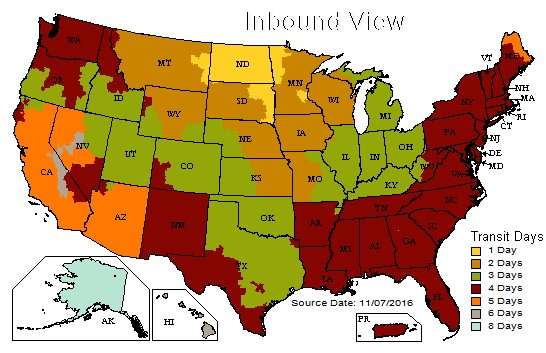 Inbound View
WA
MT
ND
MN
ME
VT
NH
MA
RI
CT
NJ
DE
MD
OR
ID
WY
SD
WI
MI
NY
PA
NV
UT
CO
NE
IA
IL
IN
OH
WV
VA
CA
KS
MO
KY
NC
TN
AZ
NM
OK
AR
SC
MS
AL
GA
TX
LA
FL
AK
HI
PR
Source Date: 11/07/2016
Transit Days
1 Day
2 Days
3 Days
4 Days
5 Days
6 Days
8 Days